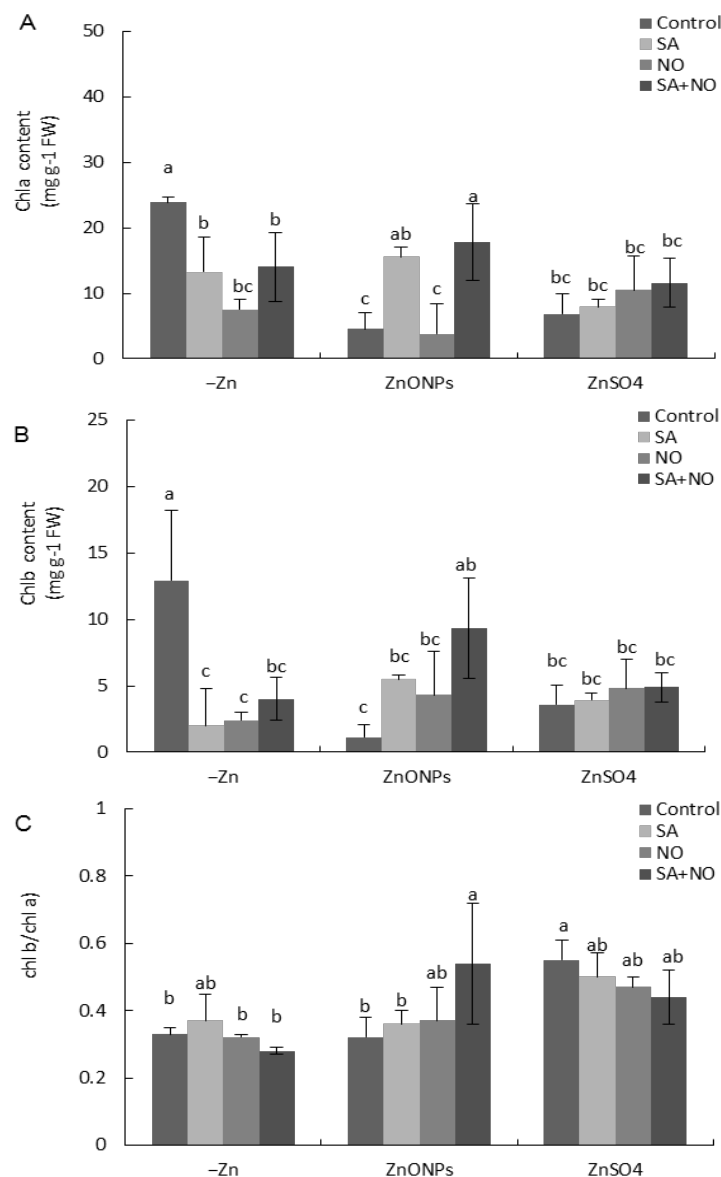 A
Chla content
(mg g-1 FW)
50
40
30
20
10
0
Control
SA
NO
SA+NO
a
b
bc
b
c
ab
c
a
bc
bc
bc
bc
–Zn
ZnONPs
ZnSO4
B
Chlb content
(mg g-1 FW)
25
20
15
10
5
0
Control
SA
NO
SA+NO
a
c
c
bc
c
bc
bc
ab
bc
bc
bc
bc
–Zn
ZnONPs
ZnSO4
C
chl b/chl a)
1
0.8
0.6
0.4
0.2
0
Control
SA
NO
SA+NO
b
ab
b
b
b
b
ab
a
a
ab
ab
ab
–Zn
ZnONPs
ZnSO4